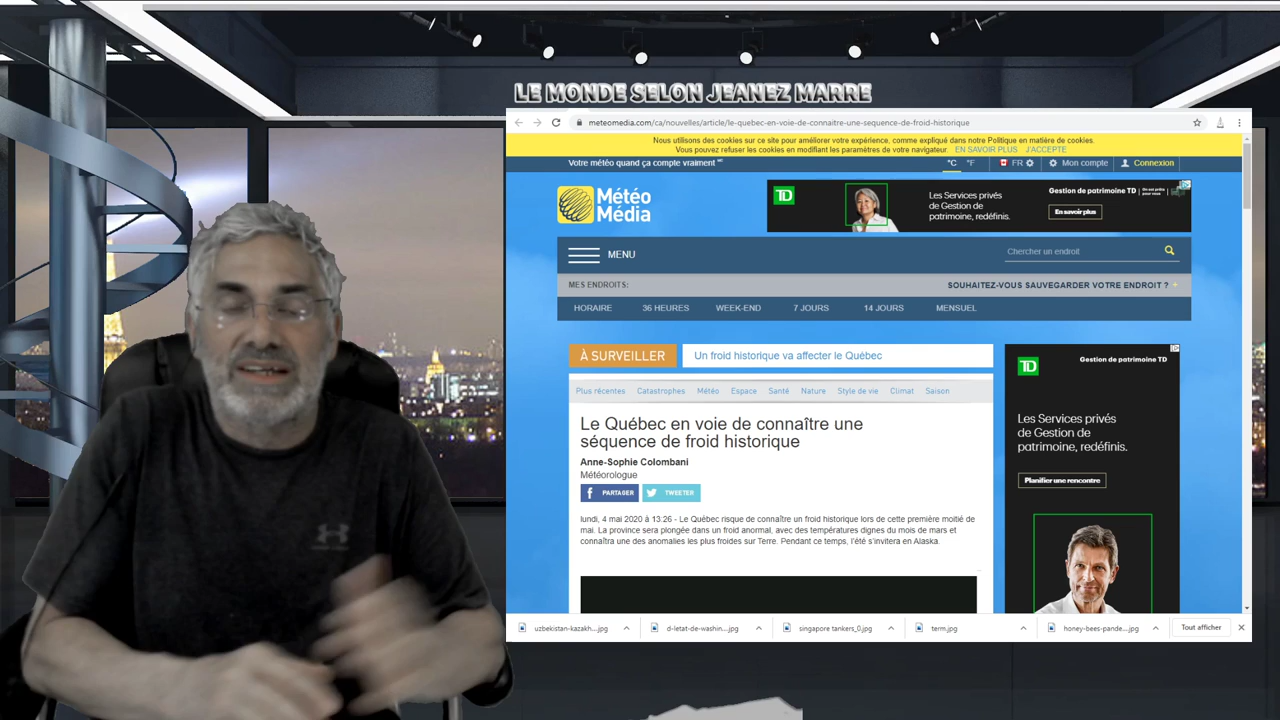 LE MONDE SELON JEANEZ MARRE
meteomedia.com/ca/nouvelles/article/le-quebec-en-voie-de-connaitre-une-sequence-de-froid-historique
Nous utilisons des cookies sur ce site pour améliorer votre expérience, comme expliqué dans notre Politique en matière de cookies.
Vous pouvez refuser les cookies en modifiant les paramètres de votre navigateur. EN SAVOIR PLUS J'ACCEPTE
Votre météo quand ça compte vraiment
°C °F FR Mon compte Connexion
Météo
Média
TD
Les Services privés
de Gestion de
patrimoine, redéfinis.
Gestion de patrimoine TD
En savoir plus
MENU
Chercher un endroit
MES ENDROITS:
SOUHAITEZ-VOUS SAUVEGARDER VOTRE ENDROIT ? +
HORAIRE 36 HEURES WEEK-END 7 JOURS 14 JOURS MENSUEL
À SURVEILLER Un froid historique va affecter le Québec
Plus récentes Catastrophes Météo Espace Santé Nature Style de vie Climat Saison
Le Québec en voie de connaître une
séquence de froid historique
Anne-Sophie Colombani
Météorologue
PARTAGER TWEETER
lundi, 4 mai 2020 à 13:26 - Le Québec risque de connaître un froid historique lors de cette première moitié de
mai. La province sera plongée dans un froid anormal, avec des températures dignes du mois de mars et
connaîtra une des anomalies les plus froides sur Terre. Pendant ce temps, l'été s'invitera en Alaska.
TD
Gestion de patrimoine TD
Les Services privés
de Gestion de
patrimoine, redéfinis.
Planifier une rencontre
uzbekistan-kazakh....jpg
d-letat-de-washin....jpg
singapore tankers_0.jpg
term.jpg
honey-bees-pande....jpg
Tout afficher